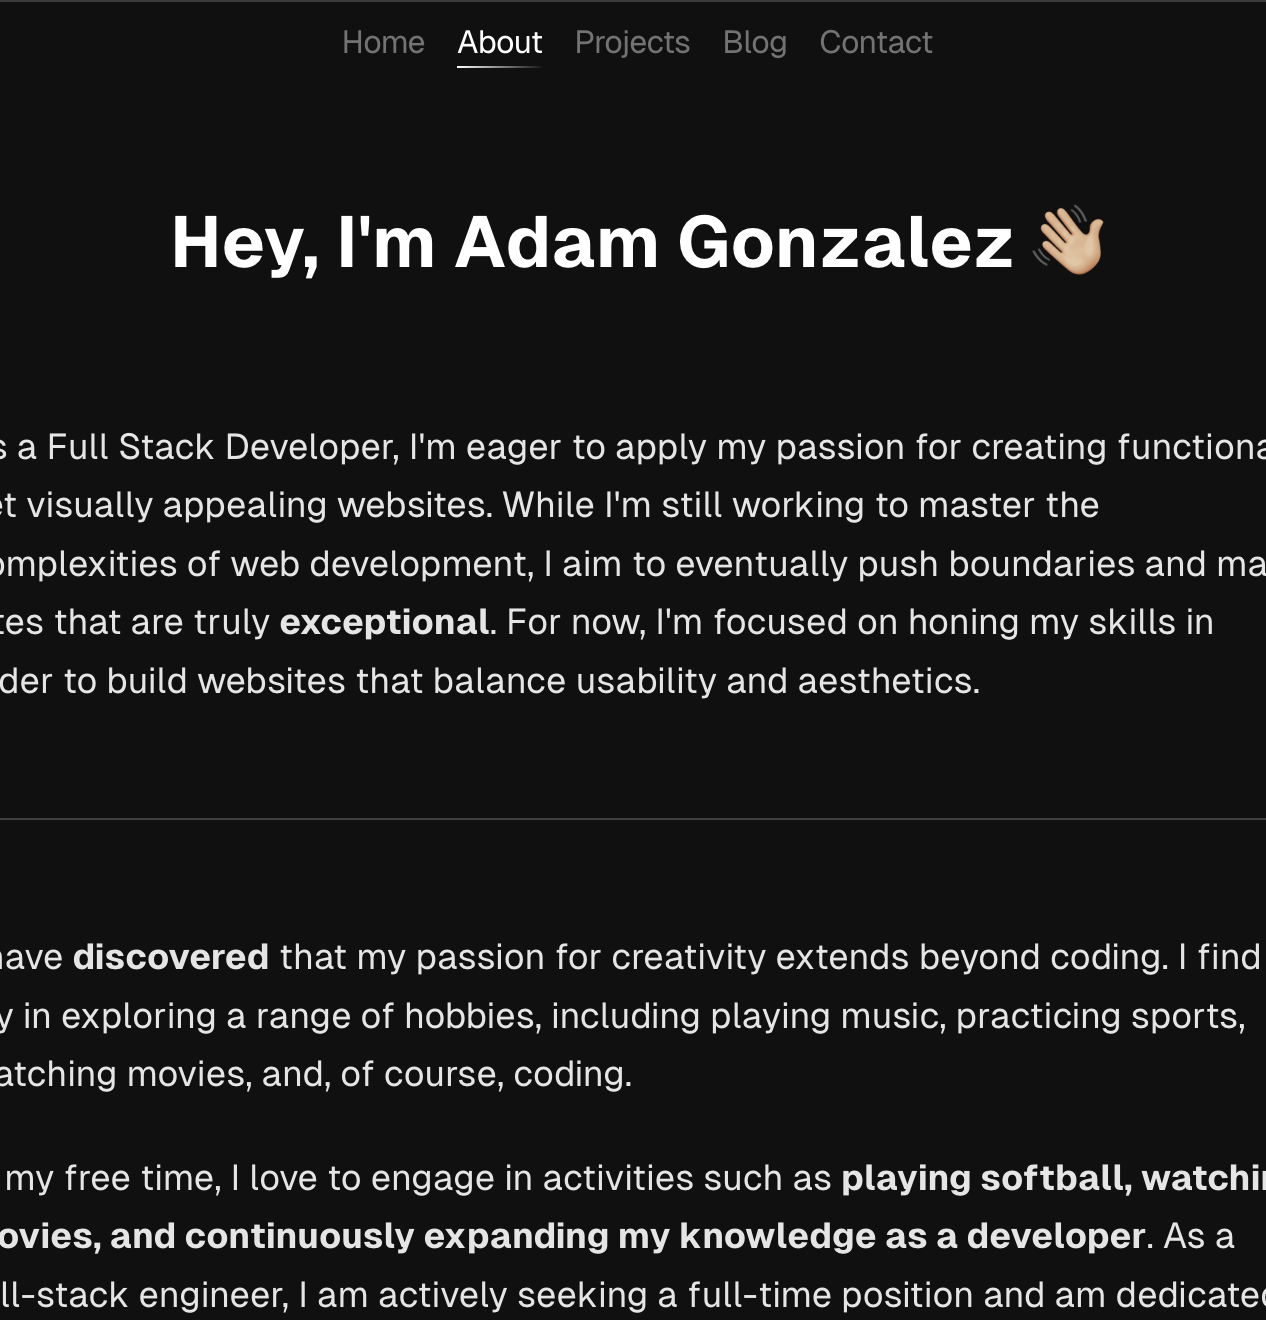 Home About Projects Blog Contact
Hey, I'm Adam Gonzalez 👋🏼
s a Full Stack Developer, I'm eager to apply my passion for creating functiona
et visually appealing websites. While I'm still working to master the
omplexities of web development, I aim to eventually push boundaries and ma
tes that are truly exceptional. For now, I'm focused on honing my skills in
der to build websites that balance usability and aesthetics.
have discovered that my passion for creativity extends beyond coding. I find
y in exploring a range of hobbies, including playing music, practicing sports,
atching movies, and, of course, coding.
my free time, I love to engage in activities such as playing softball, watchin
ovies, and continuously expanding my knowledge as a developer. As a
ll-stack engineer, I am actively seeking a full-time position and am dedicated